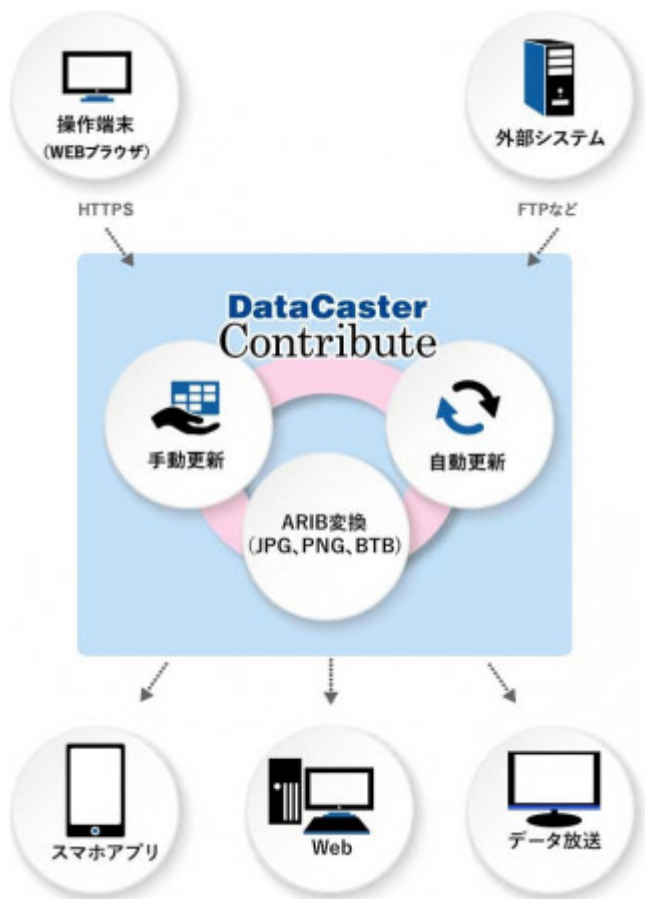 操作端末
(WEBブラウザ)
外部システム
HTTPS
FTPなど
DataCaster
Contribute
手動更新
自動更新
ARIB変換
(JPG、PNG、BTB)
スマホアプリ
Web
データ放送